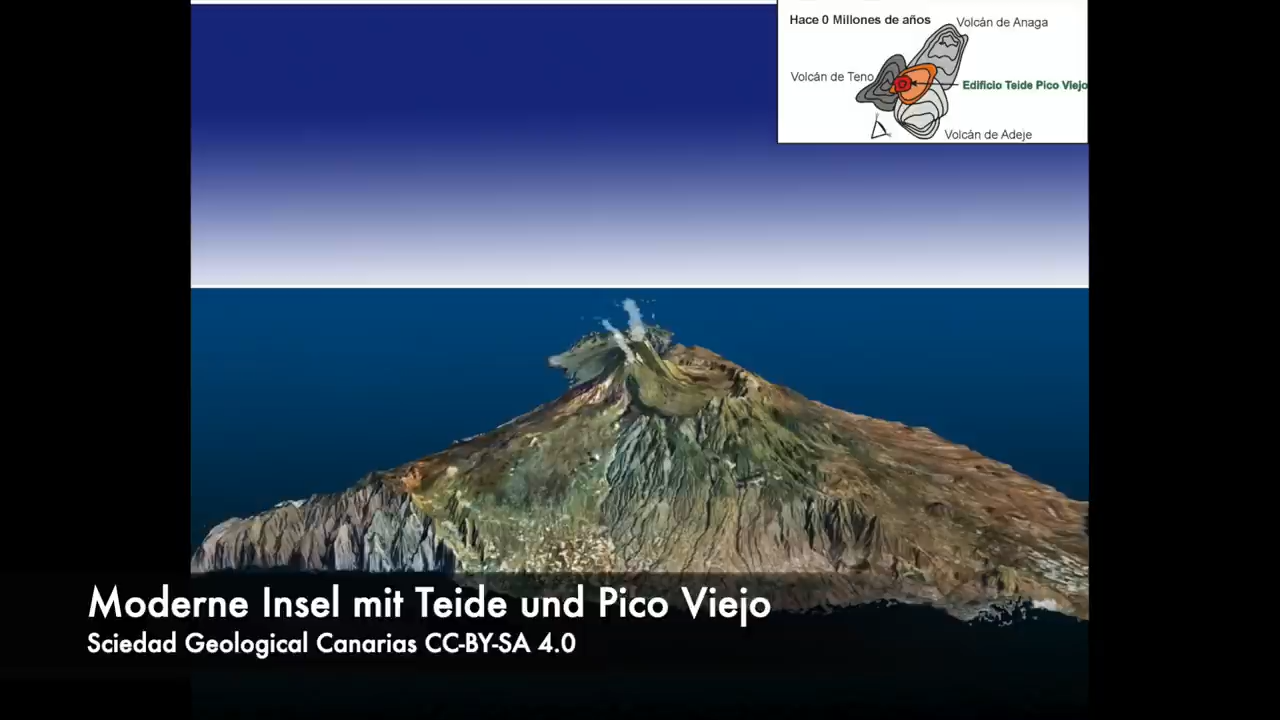 Hace 0 Millones de años
Volcán de Anaga
Volcán de Teno
Edificio Teide Pico Viejo
Volcán de Adeje
Moderne Insel mit Teide und Pico Viejo
Sciedad Geological Canarias CC-BY-SA 4.0